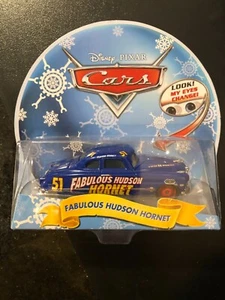 Disney · PIXAR
Cars
LOOK!
MY EYES
CHANGE!
51
FABULOUS HUDSON
HORNET
FABULOUS HUDSON HORNET